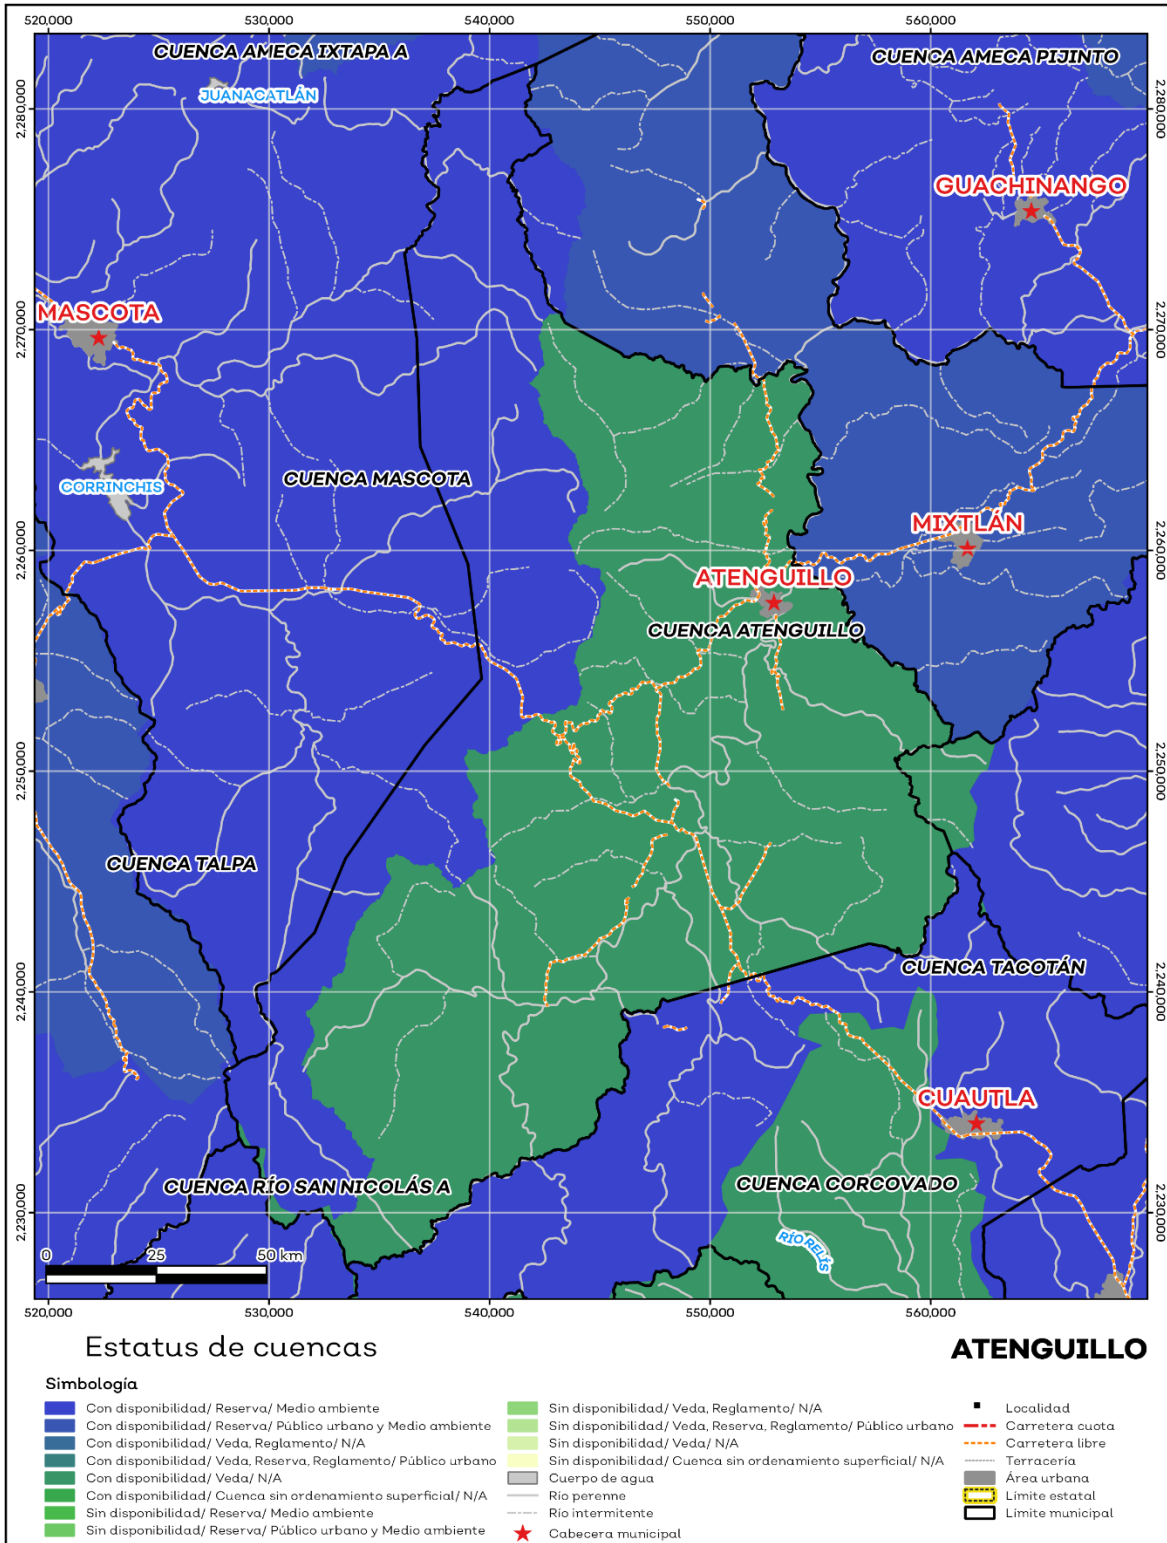 520,000 530,000 540,000 550,000 560,000
CUENCA AMECA IXTAPA A
CUENCA AMECA PIJINTO
JUANACATLÁN
2,280,000 2,280,000
GUACHINANGO
MASCOTA
2,270,000 2,270,000
CUENCA MASCOTA
CORRINCHIS
MIXTLÁN
2,260,000 2,260,000
ATENGUILLO
CUENCA ATENGUILLO
2,250,000 2,250,000
CUENCA TALPA
CUENCA TACOTÁN
2,240,000 2,240,000
CUAUTLA
CUENCA RÍO SAN NICOLÁS A
CUENCA CORCOVADO
2,230,000 2,230,000
RÍO RELÍS
0 25 50 km
520,000 530,000 540,000 550,000 560,000
Estatus de cuencas
ATENGUILLO
Simbología
Con disponibilidad/ Reserva/ Medio ambiente
Con disponibilidad/ Reserva/ Público urbano y Medio ambiente
Con disponibilidad/ Veda, Reglamento/ N/A
Con disponibilidad/ Veda, Reserva, Reglamento/ Público urbano
Con disponibilidad/ Veda/ N/A
Con disponibilidad/ Cuenca sin ordenamiento superficial/ N/A
Sin disponibilidad/ Reserva/ Medio ambiente
Sin disponibilidad/ Reserva/ Público urbano y Medio ambiente
Sin disponibilidad/ Veda, Reglamento/ N/A
Sin disponibilidad/ Veda, Reserva, Reglamento/ Público urbano
Sin disponibilidad/ Veda/ N/A
Sin disponibilidad/ Cuenca sin ordenamiento superficial/ N/A
Cuerpo de agua
Río perenne
Río intermitente
Cabecera municipal
Localidad
Carretera cuota
Carretera libre
Terracería
Área urbana
Límite estatal
Límite municipal